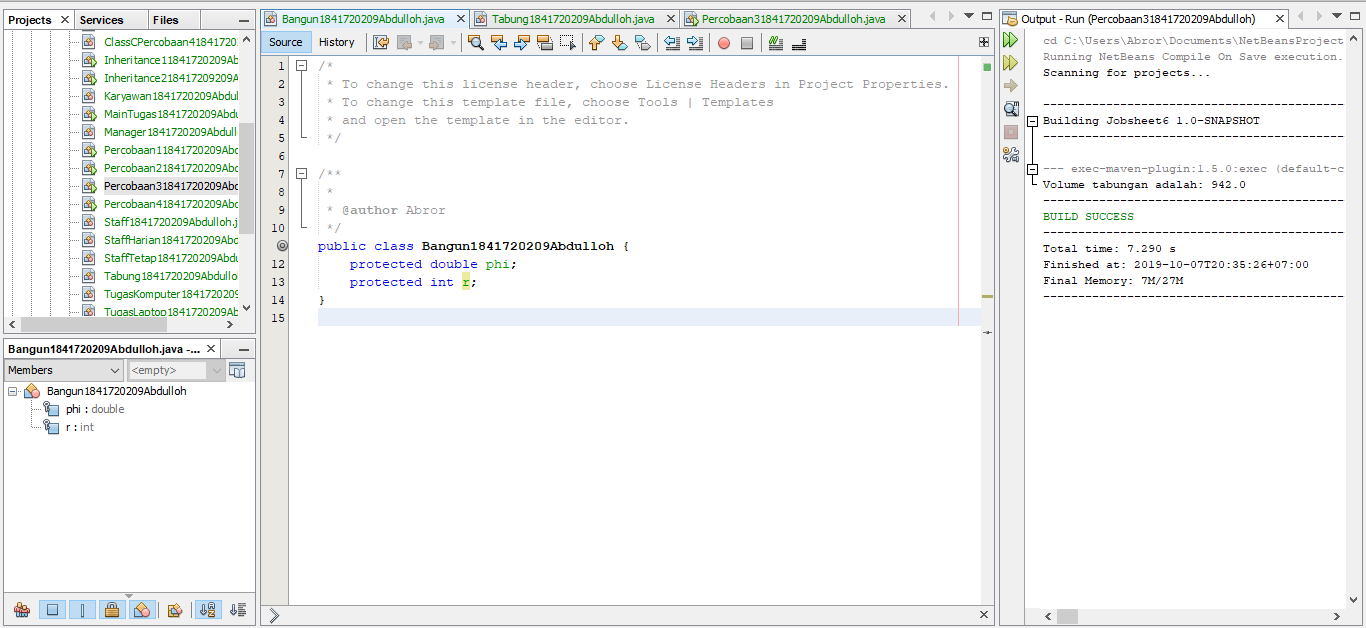 Projects
Services
Files
ClassCPercobaan41841720
Inheritance11841720209A
Inheritance21841720209A
Karyawan1841720209Abdul
MainTugas1841720209Abdu
Manager1841720209Abdull
Percobaan11841720209Abd
Percobaan21841720209Abd
Percobaan31841720209Abd
Percobaan41841720209Abd
Staff1841720209Abdulloh.j
StaffHarian1841720209Abd
StaffTetap1841720209Abdu
Tabung1841720209Abdullo
TugasKomputer1841720209
TugasLaptop1841720209Ab
Bangun1841720209Abdulloh.java -...
Members
<empty>
Bangun1841720209Abdulloh
phi : double
r : int
Bangun1841720209Abdulloh.java
Tabung1841720209Abdulloh.java
Percobaan31841720209Abdulloh.java
Source
History
1 /*
2 * To change this license header, choose License Headers in Project Properties.
3 * To change this template file, choose Tools | Templates
4 * and open the template in the editor.
5 */
6
7 /**
8 *
9 * @author Abror
10 */
public class Bangun1841720209Abdulloh {
12 protected double phi;
13 protected int r;
14 }
15
Output - Run (Percobaan31841720209Abdulloh)
cd C:\Users\Abror\Documents\NetBeansProject
Running NetBeans Compile On Save execution.
Scanning for projects...
------------------------------------------------------------------------
Building Jobsheet6 1.0-SNAPSHOT
------------------------------------------------------------------------
--- exec-maven-plugin:1.5.0:exec (default-c
Volume tabungan adalah: 942.0
------------------------------------------------------------------------
BUILD SUCCESS
------------------------------------------------------------------------
Total time: 7.290 s
Finished at: 2019-10-07T20:35:26+07:00
Final Memory: 7M/27M
------------------------------------------------------------------------